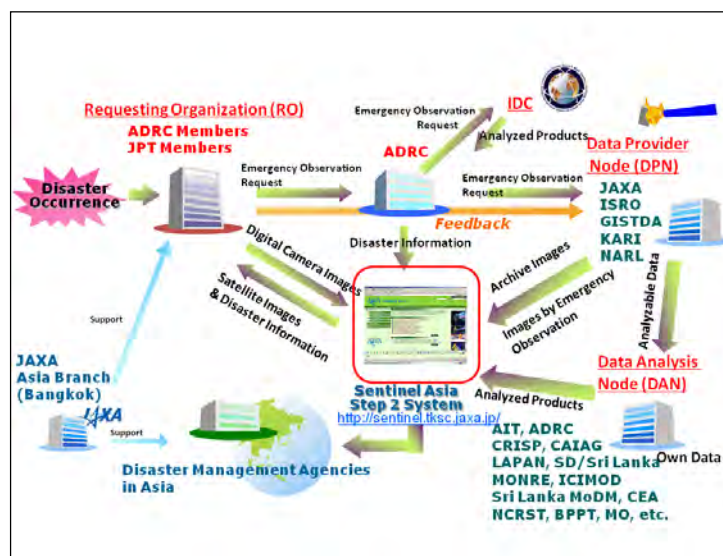 IDC
Requesting Organization (RO)
ADRC Members
JPT Members
Emergency Observation
Request
Analyzed Products
ADRC
Data Provider
Node (DPN)
Disaster
Occurrence
Emergency Observation
Request
Emergency Observation
Request
JAXA
ISRO
GISTDA
KARI
NARL
Feedback
Disaster Information
Digital Camera Images
Satellite Images
& Disaster Information
Archive Images
Images by Emergency
Observation
Analyzable Data
Support
JAXA
Asia Branch
(Bangkok)
JAXA
Support
Sentinel Asia
Step 2 System
http://sentinel.tksc.jaxa.jp/
Analyzed Products
Data Analysis
Node (DAN)
Disaster Management Agencies
in Asia
AIT, ADRC
CRISP, CAIAG
LAPAN, SD/Sri Lanka
MONRE, ICIMOD
Sri Lanka MoDM, CEA
NCRST, BPPT, MO, etc.
Own Data